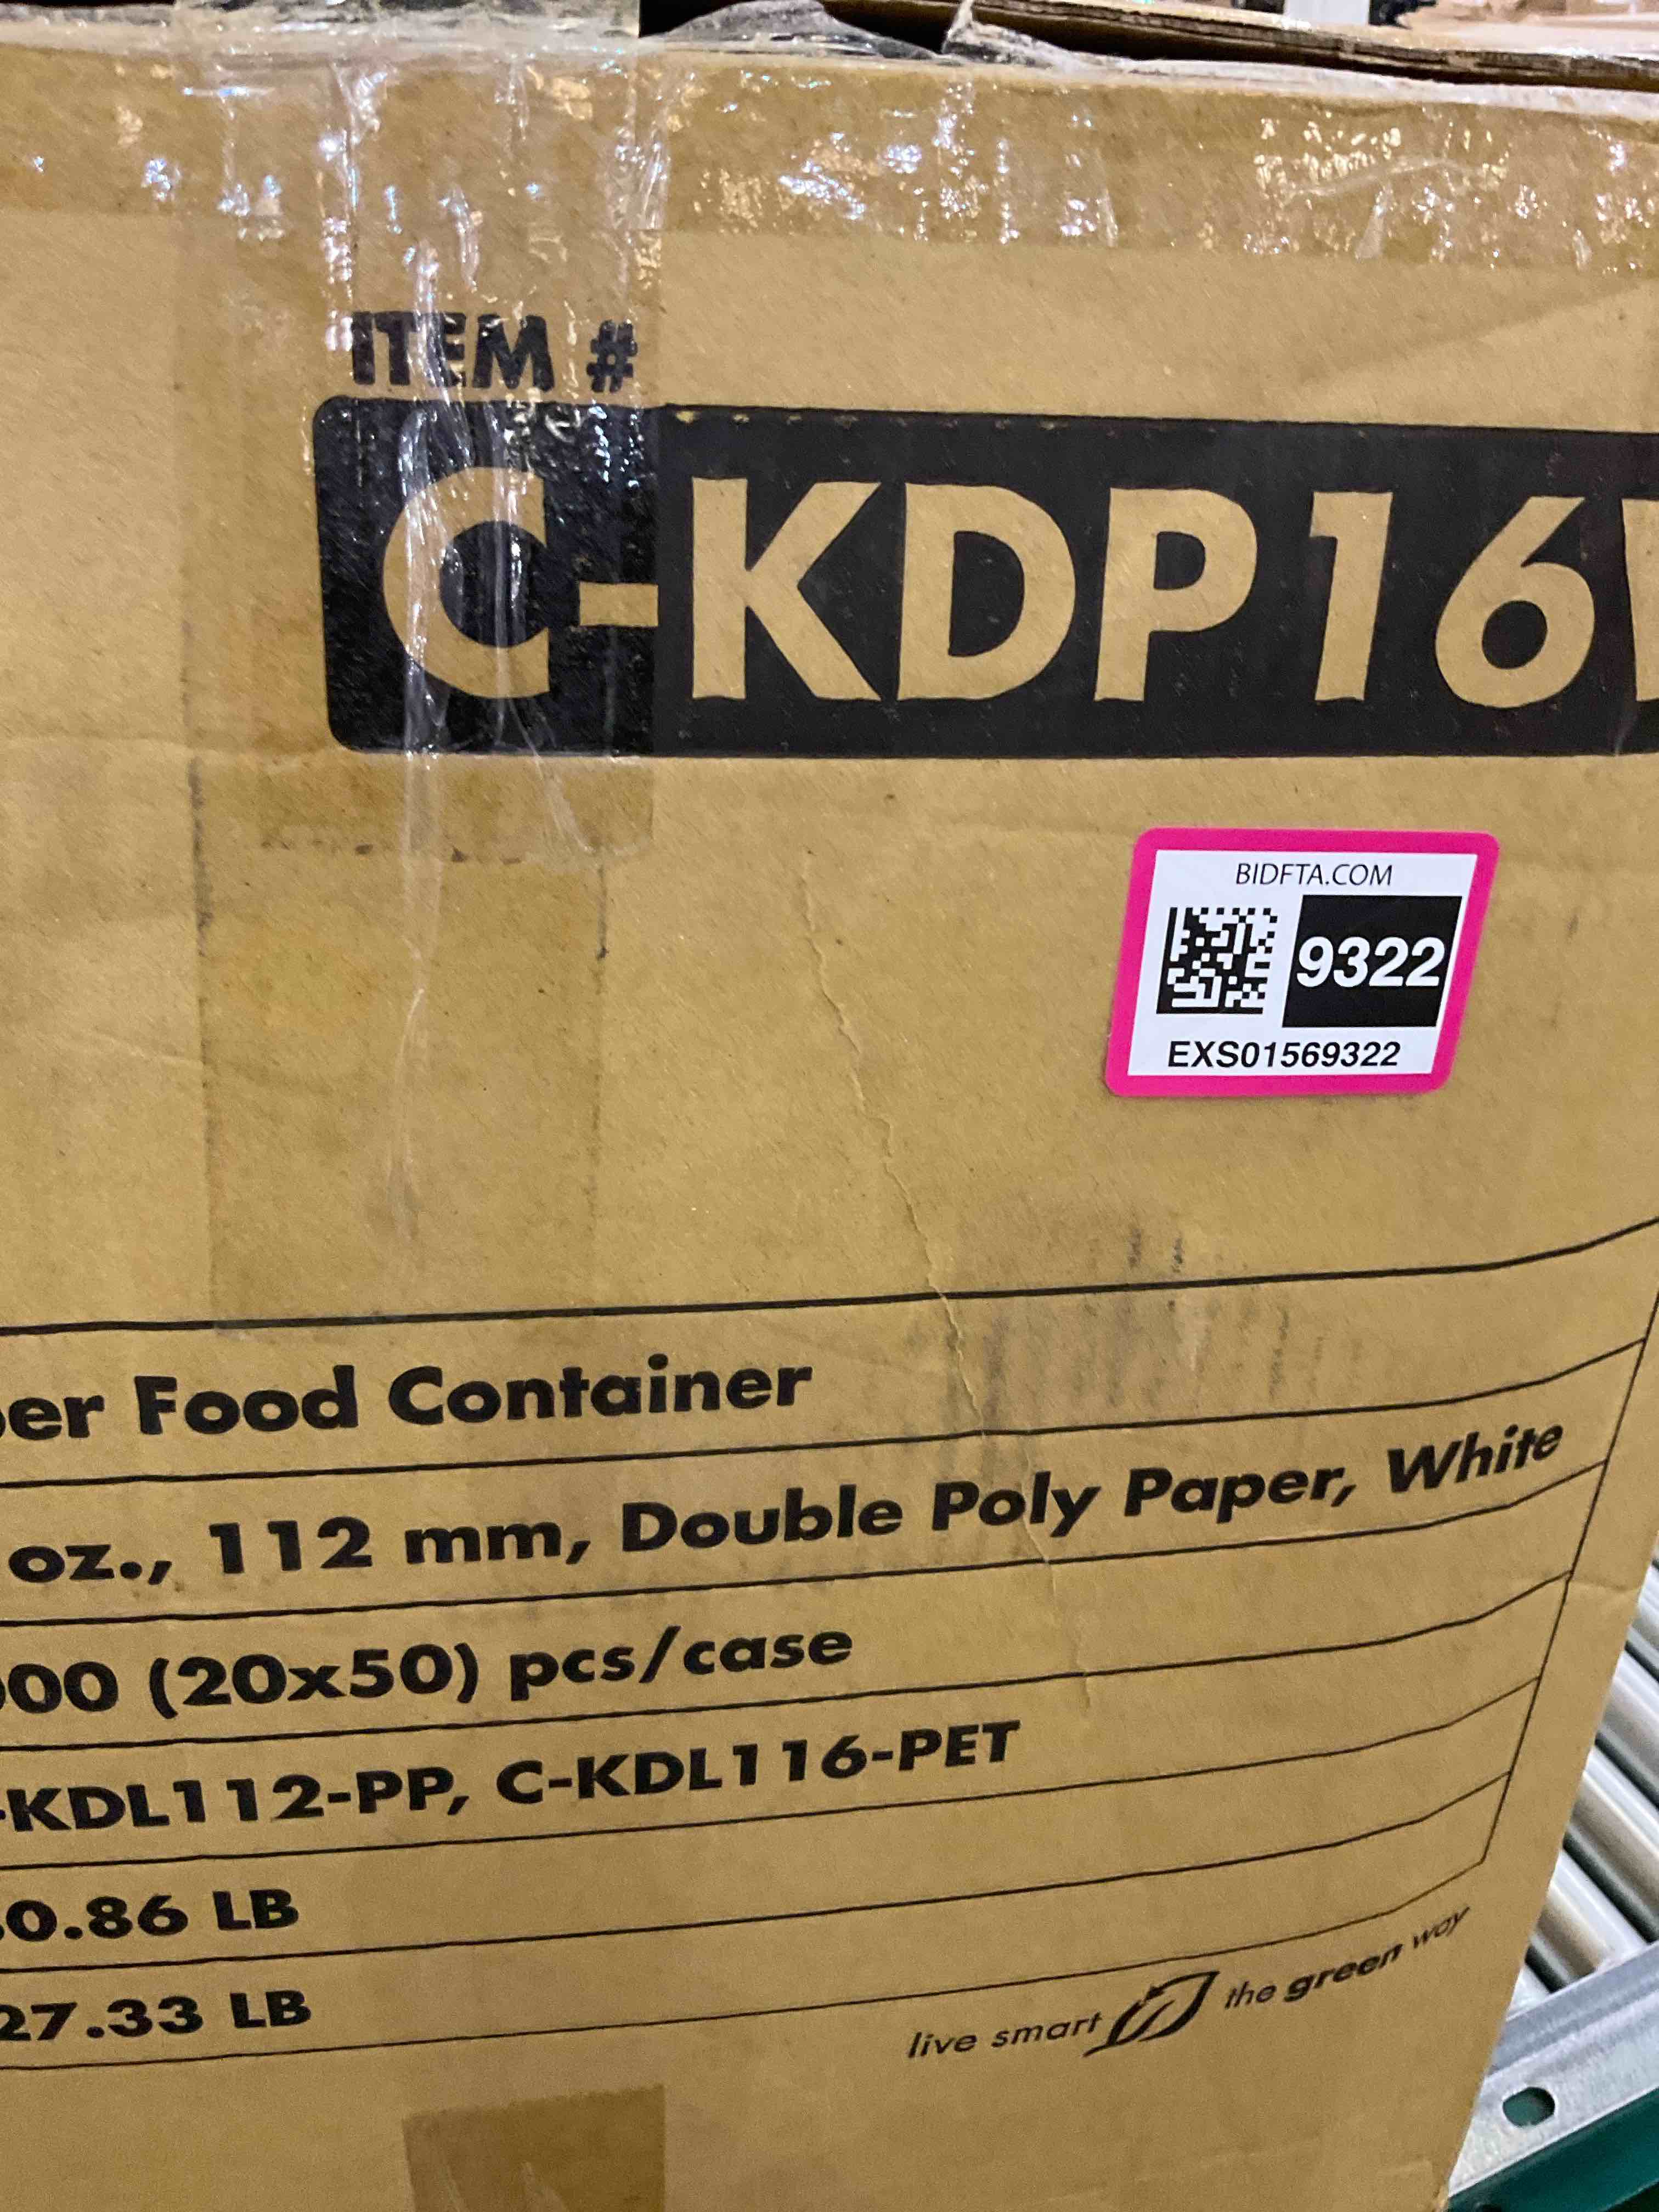 ITEM #
C-KDP16
BIDFTA.COM
9322
EXS01569322
er Food Container
oz., 112 mm, Double Poly Paper, White
00 (20x50) pcs/case
-KDL112-PP, C-KDL116-PET
0.86 LB
27.33 LB
live smart the green way